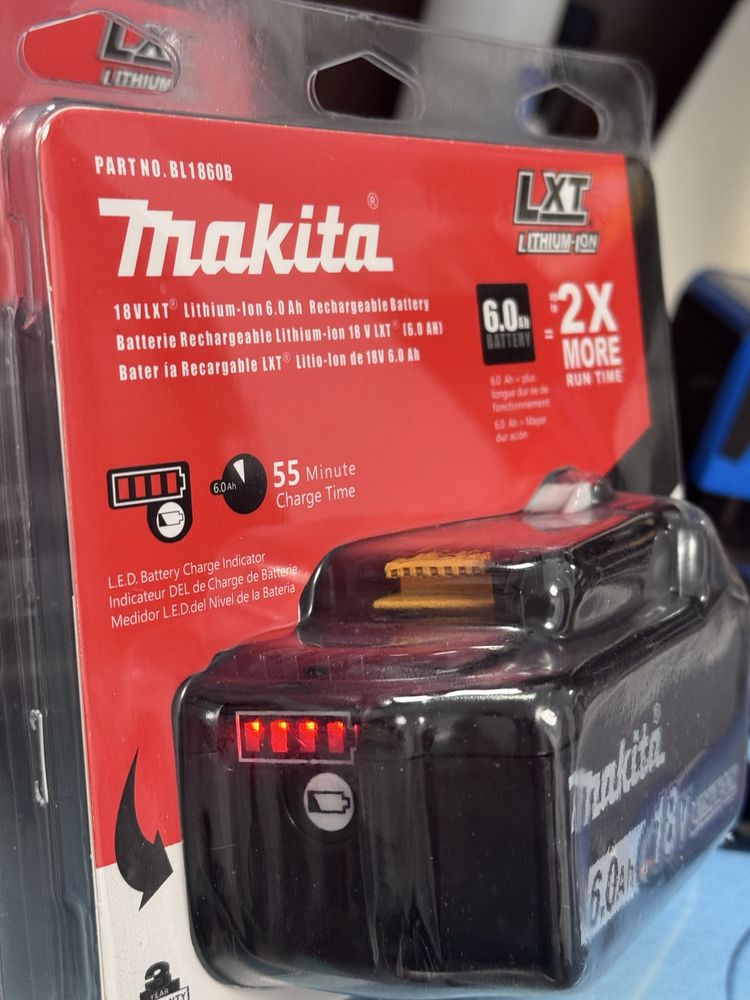 LXT
LITHIUM
PART NO. BL1860B
Makita®
LXT
LITHIUM-ION
18V LXT® Lithium-Ion 6.0 Ah Rechargeable Battery
Batterie Rechargeable Lithium-ion 18 V LXT® (6.0 AH)
Bater ía Recargable LXT® Litio-Ion de 18V 6.0 Ah
6.0Ah
BATTERY
=
2X
MORE
RUN TIME
6.0 Ah = plus
longue dur ée de
fonctionnement
6.0 Ah = Mayor
dur ación
6.0Ah
55 Minute
Charge Time
L.E.D. Battery Charge Indicator
Indicateur DEL de Charge de Batterie
Medidor L.E.D.del Nivel de la Bateria
Makita®
18V
6.0Ah
3
YEAR